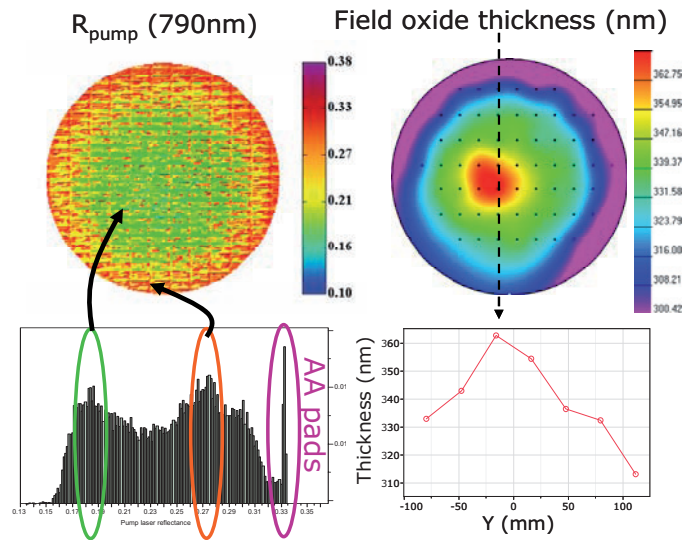 R_pump (790nm)
Field oxide thickness (nm)
0.38
0.33
0.27
0.21
0.16
0.10
362.75
354.95
347.16
339.37
331.58
323.79
316.00
308.21
300.42
AA pads
0.01
0.01
0.13 0.15 0.17 0.19 0.21 0.23 0.25 0.27 0.29 0.31 0.33 0.35
Pump laser reflectance
Thickness (nm)
360
350
340
330
320
310
-100 -50 0 50 100
Y (mm)